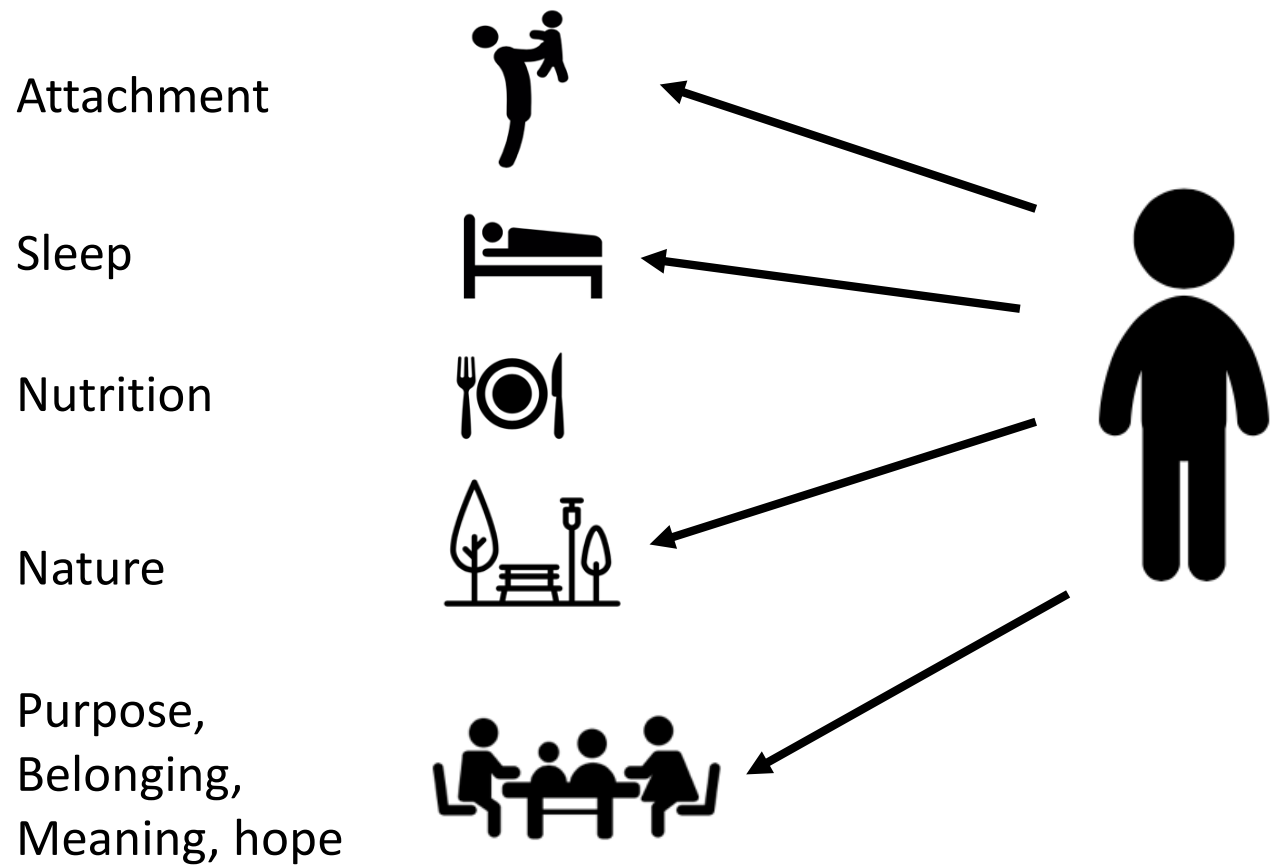 Attachment
Sleep
Nutrition
Nature
Purpose,
Belonging,
Meaning, hope